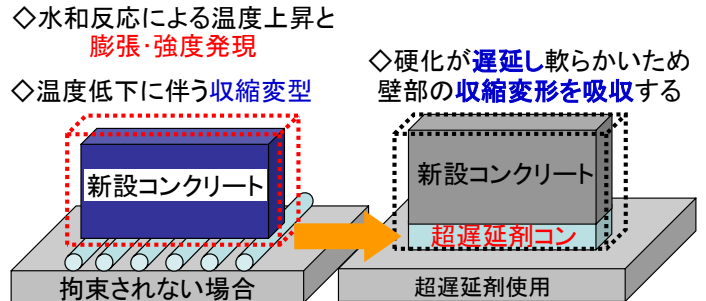 ◇水和反応による温度上昇と
膨張・強度発現
◇温度低下に伴う収縮変型
新設コンクリート
拘束されない場合
◇硬化が遅延し軟らかいため
壁部の収縮変形を吸収する
新設コンクリート
超遅延剤コン
超遅延剤使用